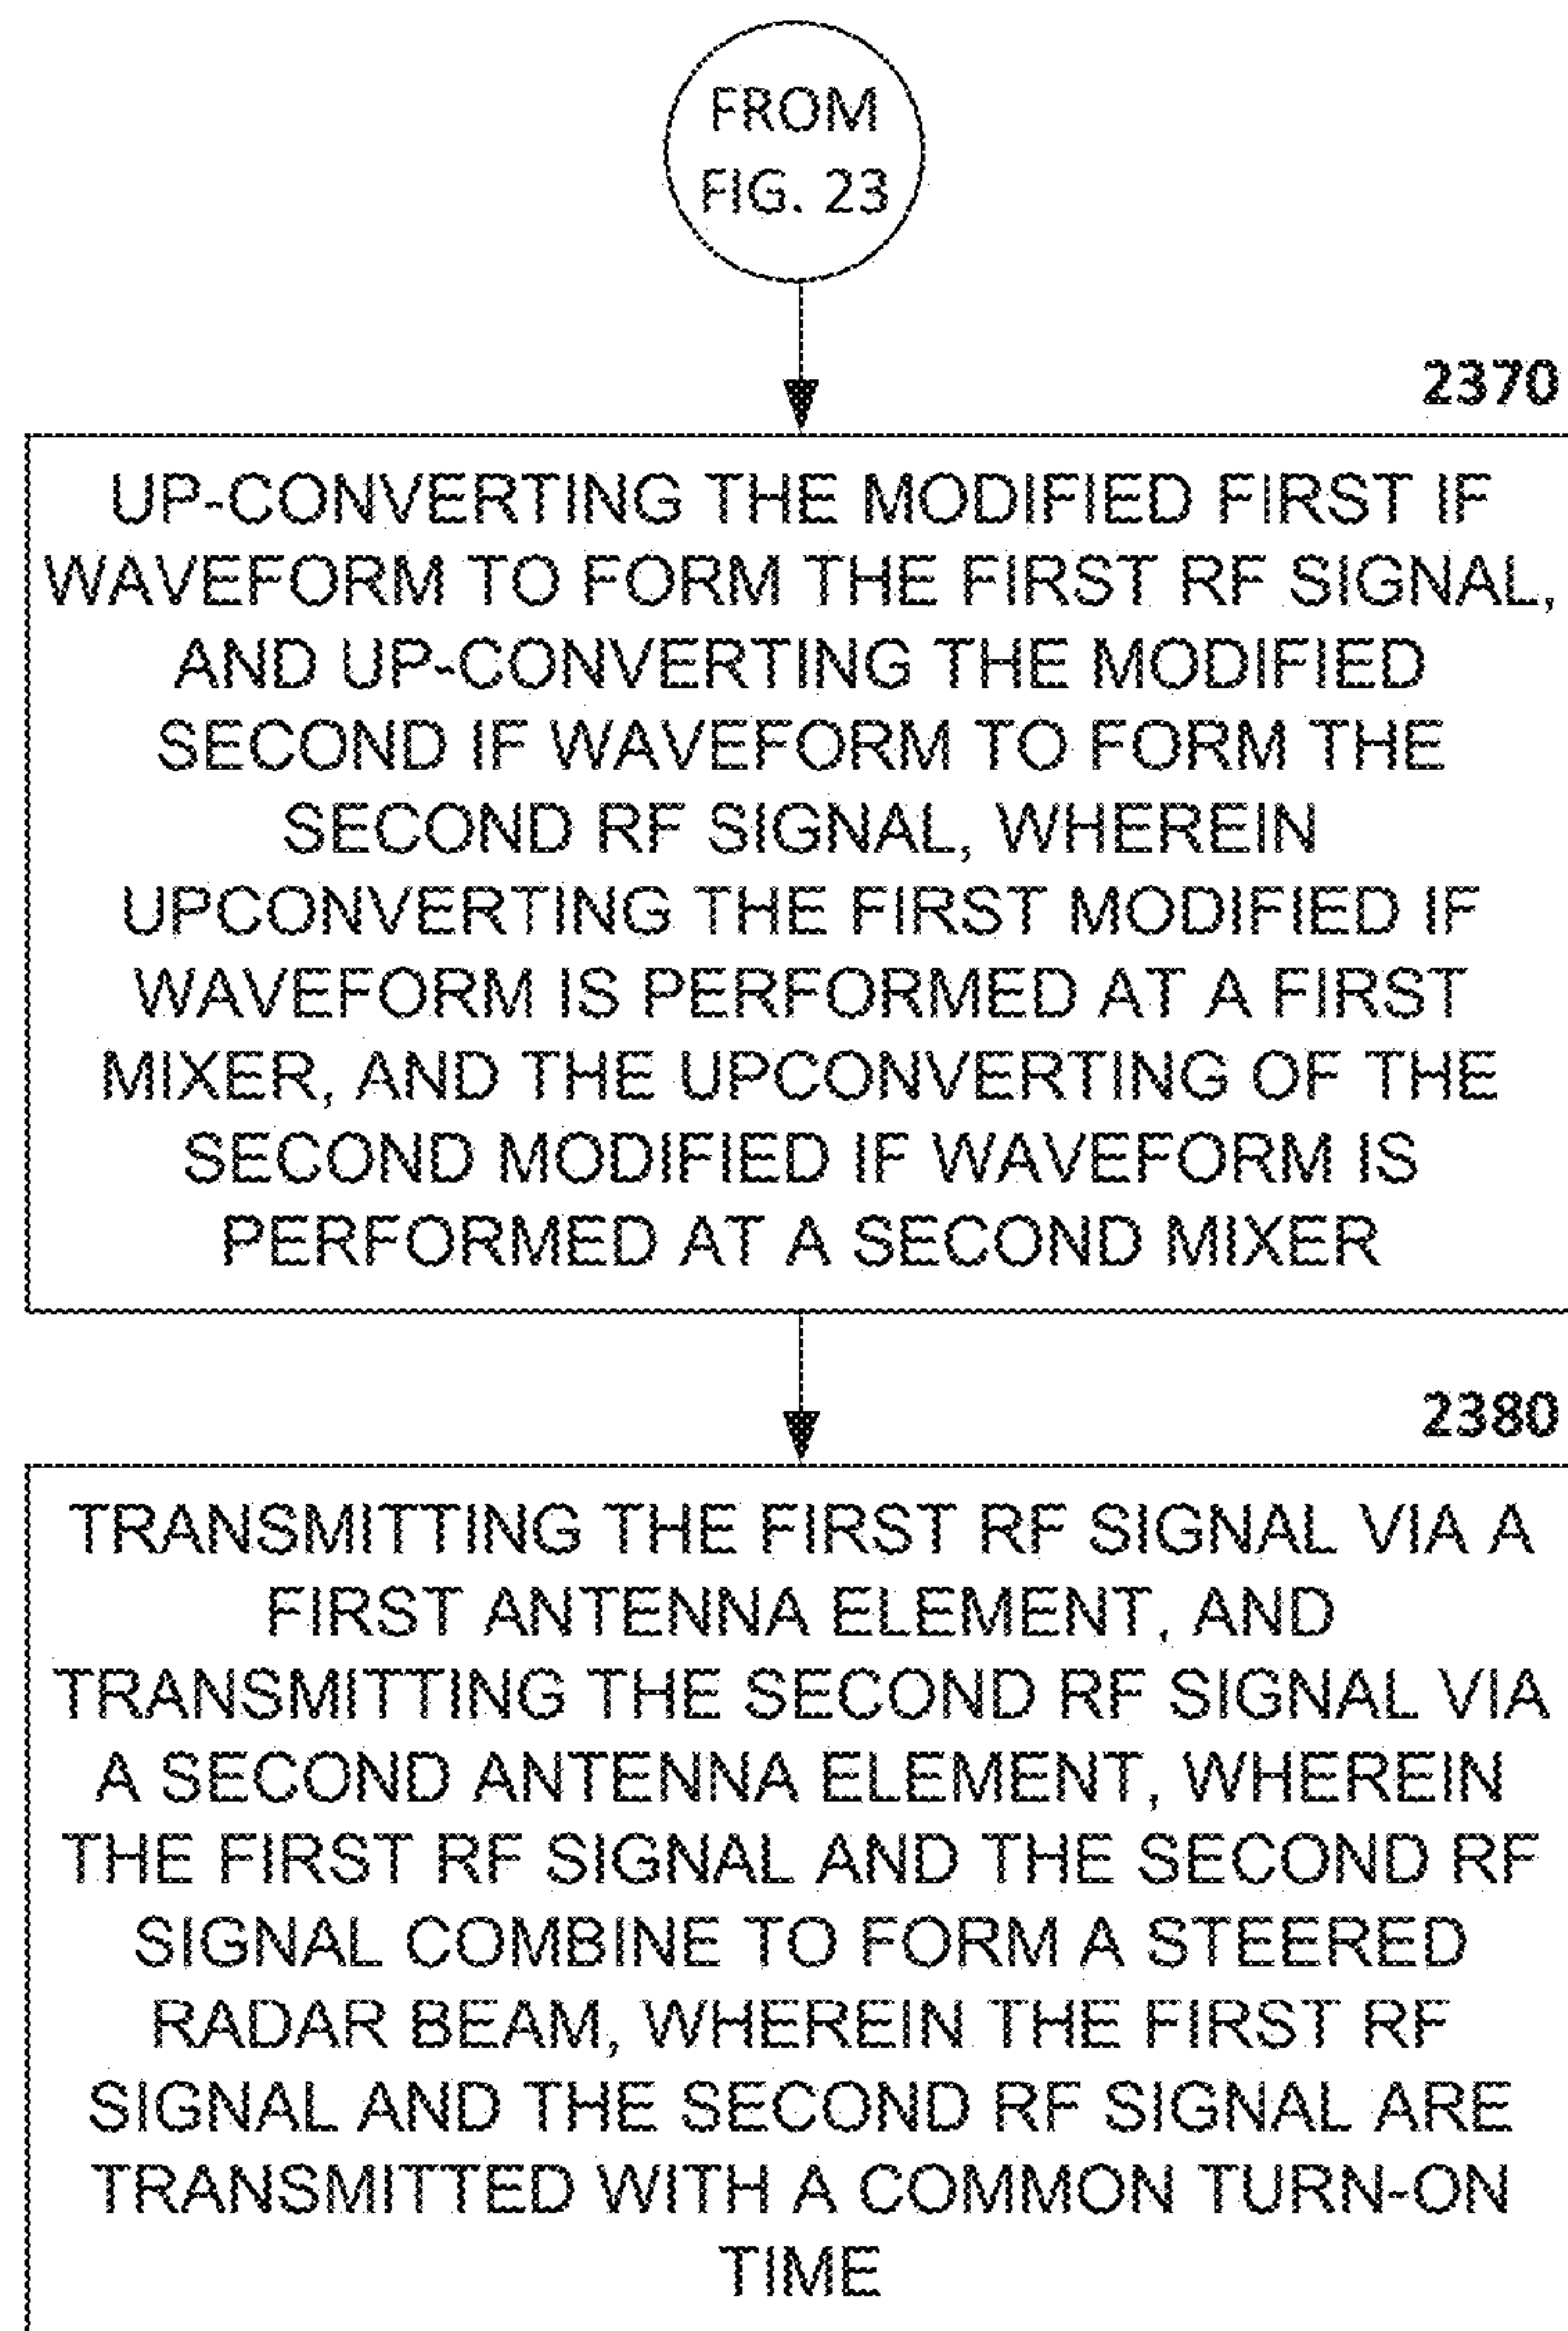 FROM
FIG. 23
2370
UP-CONVERTING THE MODIFIED FIRST IF
WAVEFORM TO FORM THE FIRST RF SIGNAL,
AND UP-CONVERTING THE MODIFIED
SECOND IF WAVEFORM TO FORM THE
SECOND RF SIGNAL, WHEREIN
UPCONVERTING THE FIRST MODIFIED IF
WAVEFORM IS PERFORMED AT A FIRST
MIXER, AND THE UPCONVERTING OF THE
SECOND MODIFIED IF WAVEFORM IS
PERFORMED AT A SECOND MIXER
2380
TRANSMITTING THE FIRST RF SIGNAL VIA A
FIRST ANTENNA ELEMENT, AND
TRANSMITTING THE SECOND RF SIGNAL VIA
A SECOND ANTENNA ELEMENT, WHEREIN
THE FIRST RF SIGNAL AND THE SECOND RF
SIGNAL COMBINE TO FORM A STEERED
RADAR BEAM, WHEREIN THE FIRST RF
SIGNAL AND THE SECOND RF SIGNAL ARE
TRANSMITTED WITH A COMMON TURN-ON
TIME